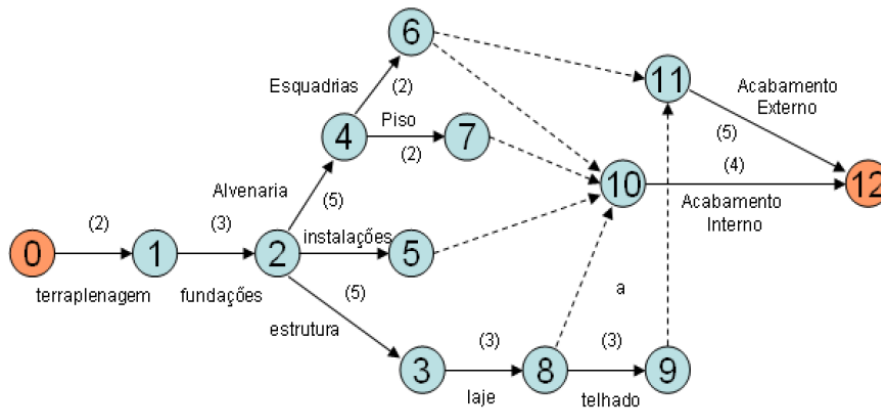 6
Esquadrias
(2)
11
Acabamento
Externo
4
Piso
7
(2)
(5)
Alvenaria
(5)
10
(4)
12
Acabamento
Interno
0
(2)
1
(3)
2
instalações
5
terraplenagem
fundações
(5)
estrutura
a
3
(3)
8
(3)
9
laje
telhado